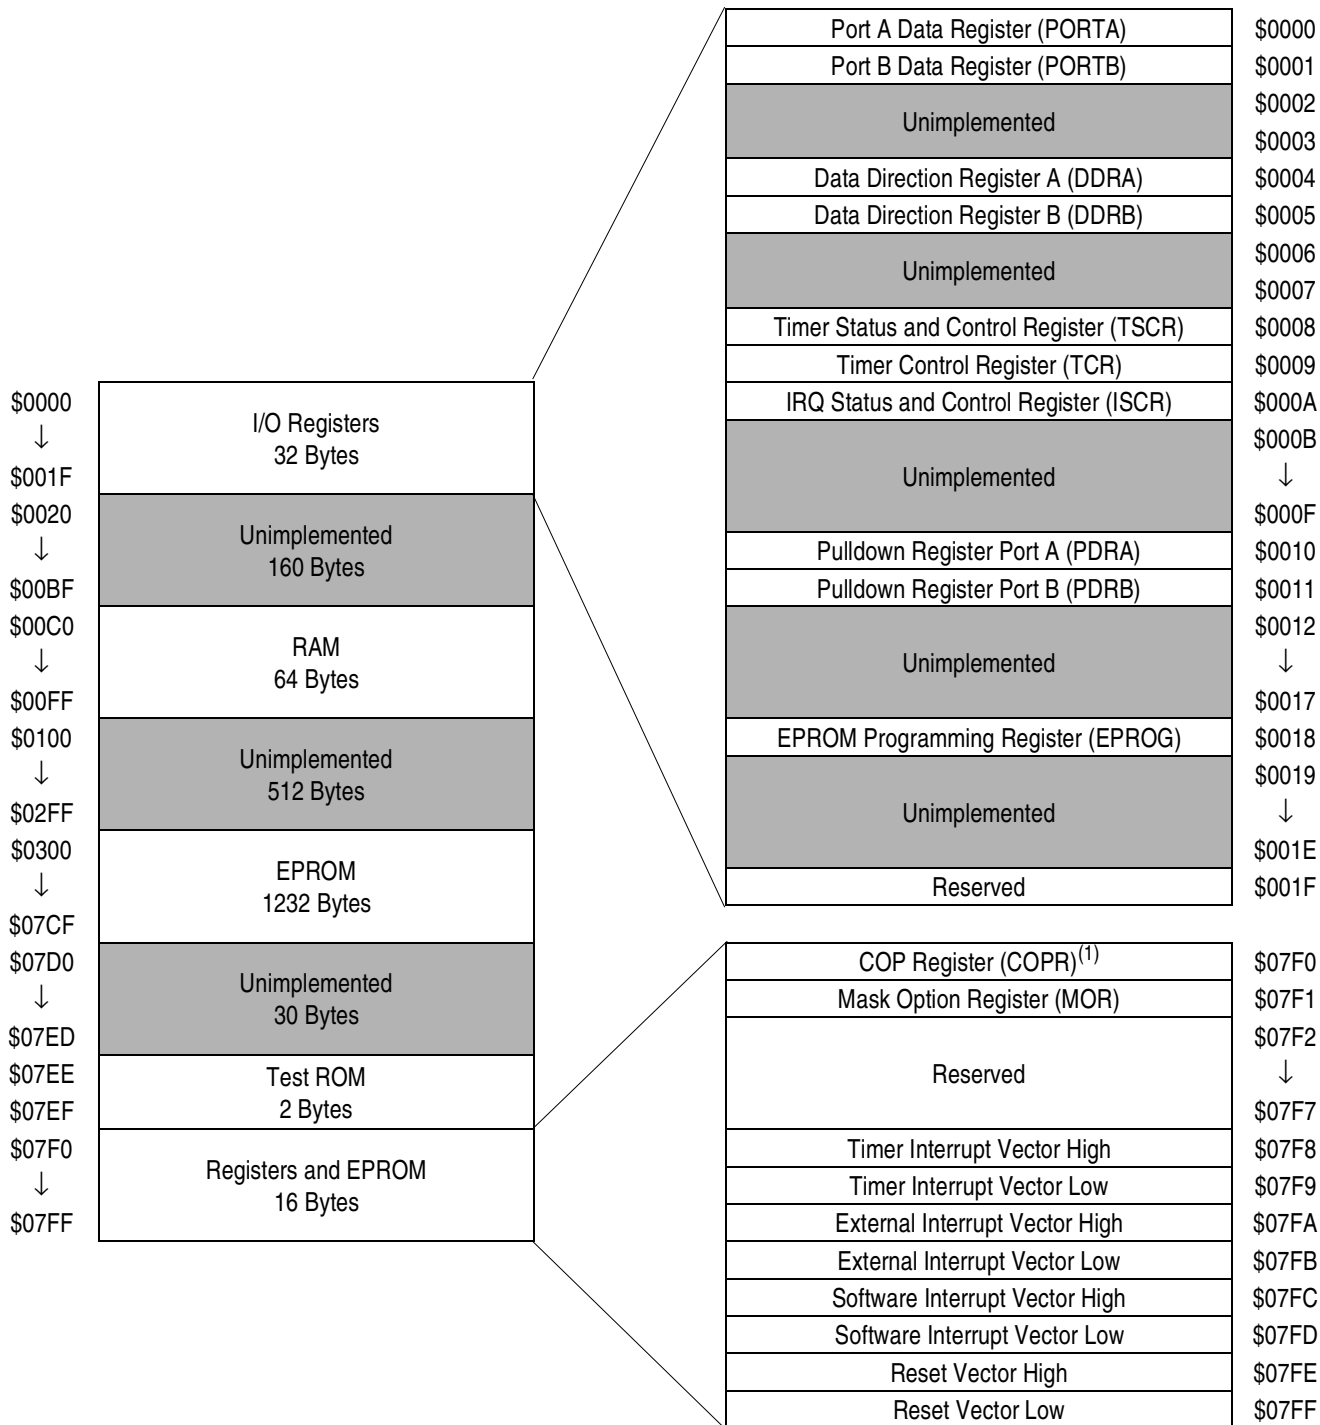 Port A Data Register (PORTA) $0000
Port B Data Register (PORTB) $0001
$0002
Unimplemented
$0003
Data Direction Register A (DDRA) $0004
Data Direction Register B (DDRB) $0005
$0006
Unimplemented
$0007
Timer Status and Control Register (TSCR) $0008
Timer Control Register (TCR) $0009
IRQ Status and Control Register (ISCR) $000A
$000B
Unimplemented ↓
$000F
Pulldown Register Port A (PDRA) $0010
Pulldown Register Port B (PDRB) $0011
$0012
Unimplemented ↓
$0017
EPROM Programming Register (EPROG) $0018
$0019
Unimplemented ↓
$001E
Reserved $001F
$0000
↓
$001F
I/O Registers
32 Bytes
$0020
↓
$00BF
Unimplemented
160 Bytes
$00C0
↓
$00FF
RAM
64 Bytes
$0100
↓
$02FF
Unimplemented
512 Bytes
$0300
↓
$07CF
EPROM
1232 Bytes
$07D0
↓
$07ED
Unimplemented
30 Bytes
$07EE
$07EF
Test ROM
2 Bytes
$07F0
↓
$07FF
Registers and EPROM
16 Bytes
COP Register (COPR)(1) $07F0
Mask Option Register (MOR) $07F1
$07F2
Reserved ↓
$07F7
Timer Interrupt Vector High $07F8
Timer Interrupt Vector Low $07F9
External Interrupt Vector High $07FA
External Interrupt Vector Low $07FB
Software Interrupt Vector High $07FC
Software Interrupt Vector Low $07FD
Reset Vector High $07FE
Reset Vector Low $07FF